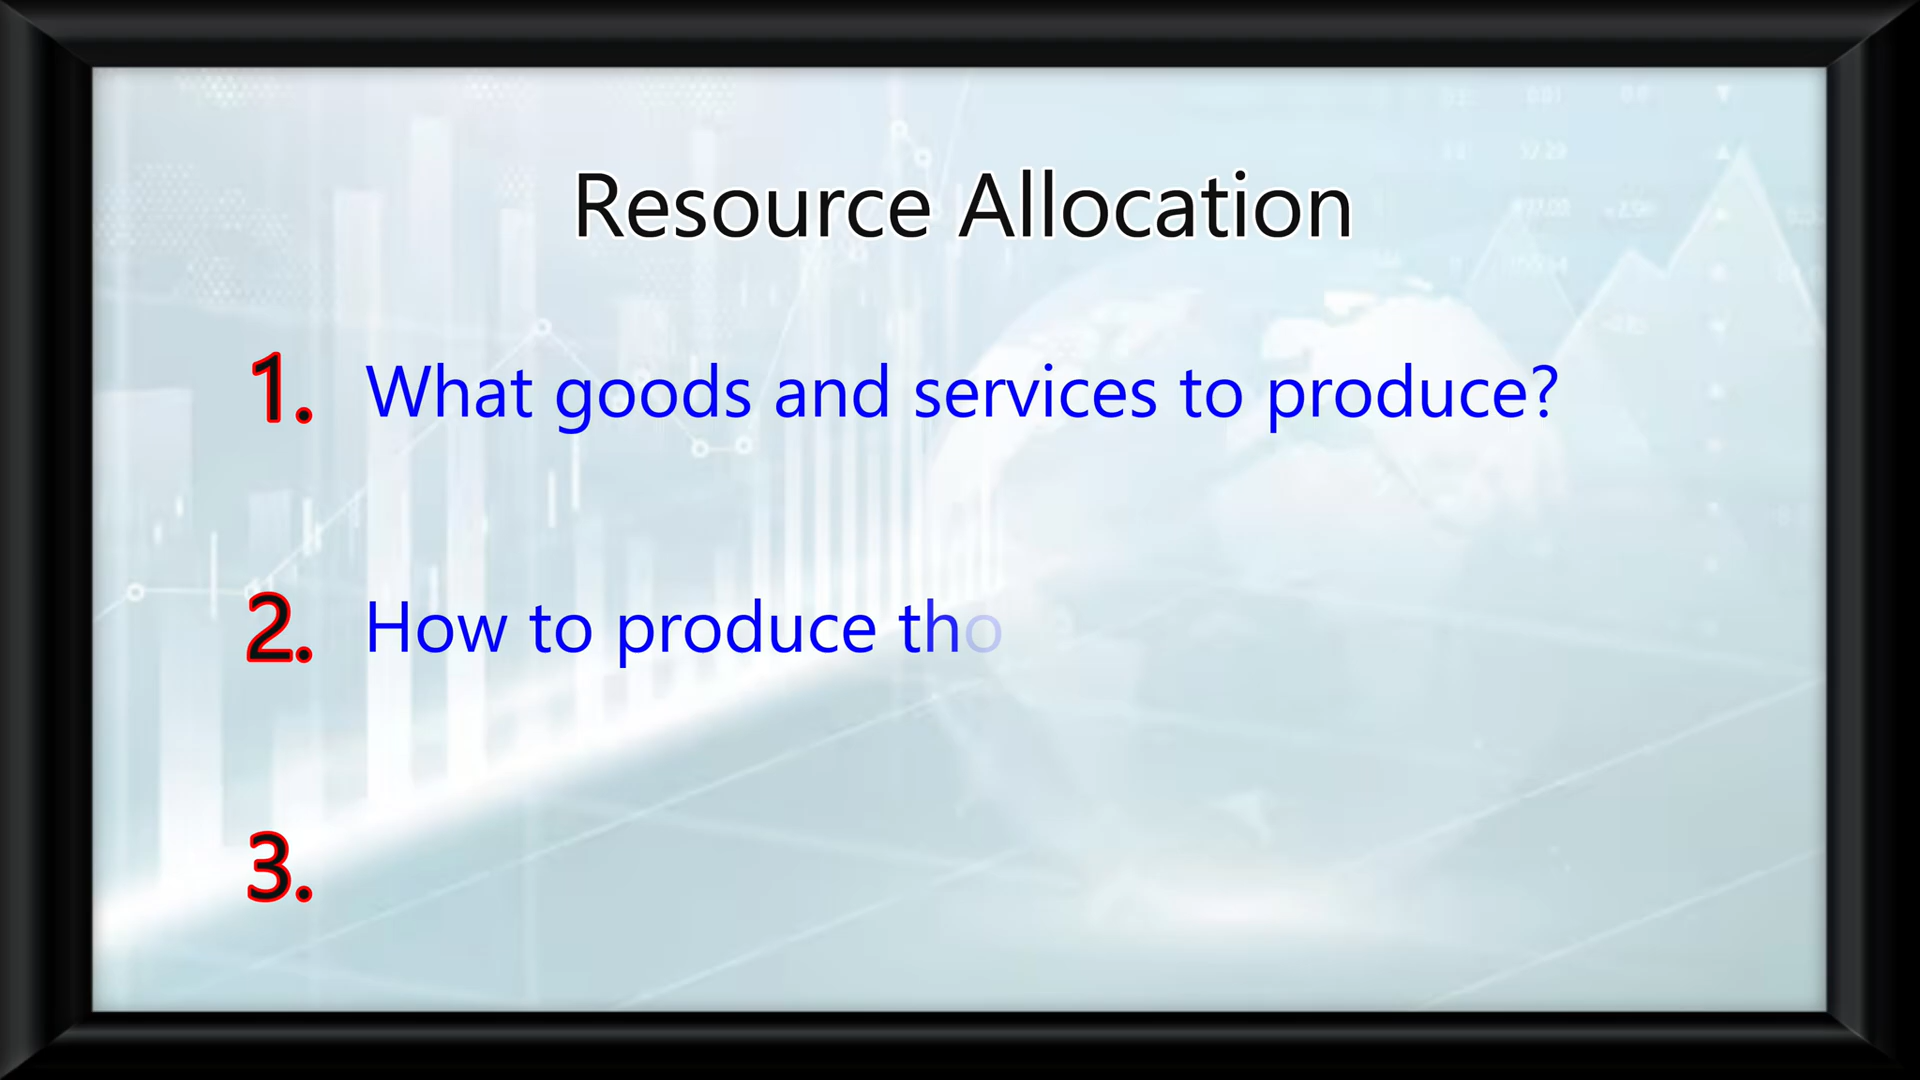 Resource Allocation
1. What goods and services to produce?
2. How to produce tho
3.